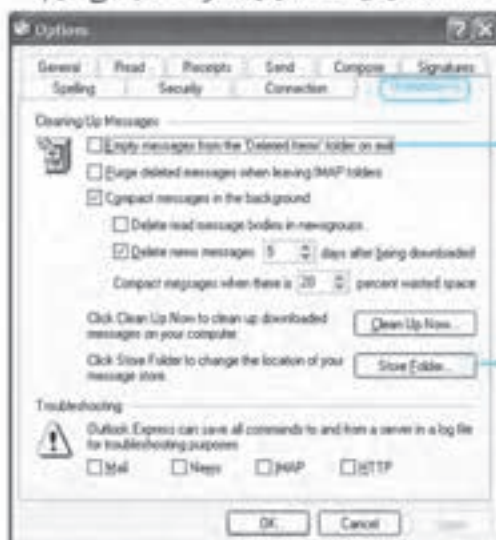 Options
General Read Receipts Send Compose Signatures
Spelling Security Connection Maintenance
Cleaning Up Messages
Empty messages from the 'Deleted Items' folder on exit
Purge deleted messages when leaving IMAP folders
Compact messages in the background
Delete read message bodies in newsgroups
Delete news messages 5 days after being downloaded
Compact messages when there is 20 percent wasted space
Click Clean Up Now to clean up downloaded
messages on your computer.
Clean Up Now...
Click Store Folder to change the location of your
message store.
Store Folder...
Troubleshooting
Outlook Express can save all commands to and from a server in a log file
for troubleshooting purposes
Mail News IMAP HTTP
OK Cancel